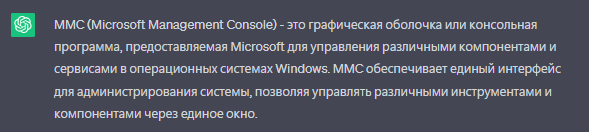 MMC (Microsoft Management Console) - это графическая оболочка или консольная
программа, предоставляемая Microsoft для управления различными компонентами и
сервисами в операционных системах Windows. MMC обеспечивает единый интерфейс
для администрирования системы, позволяя управлять различными инструментами и
компонентами через единое окно.